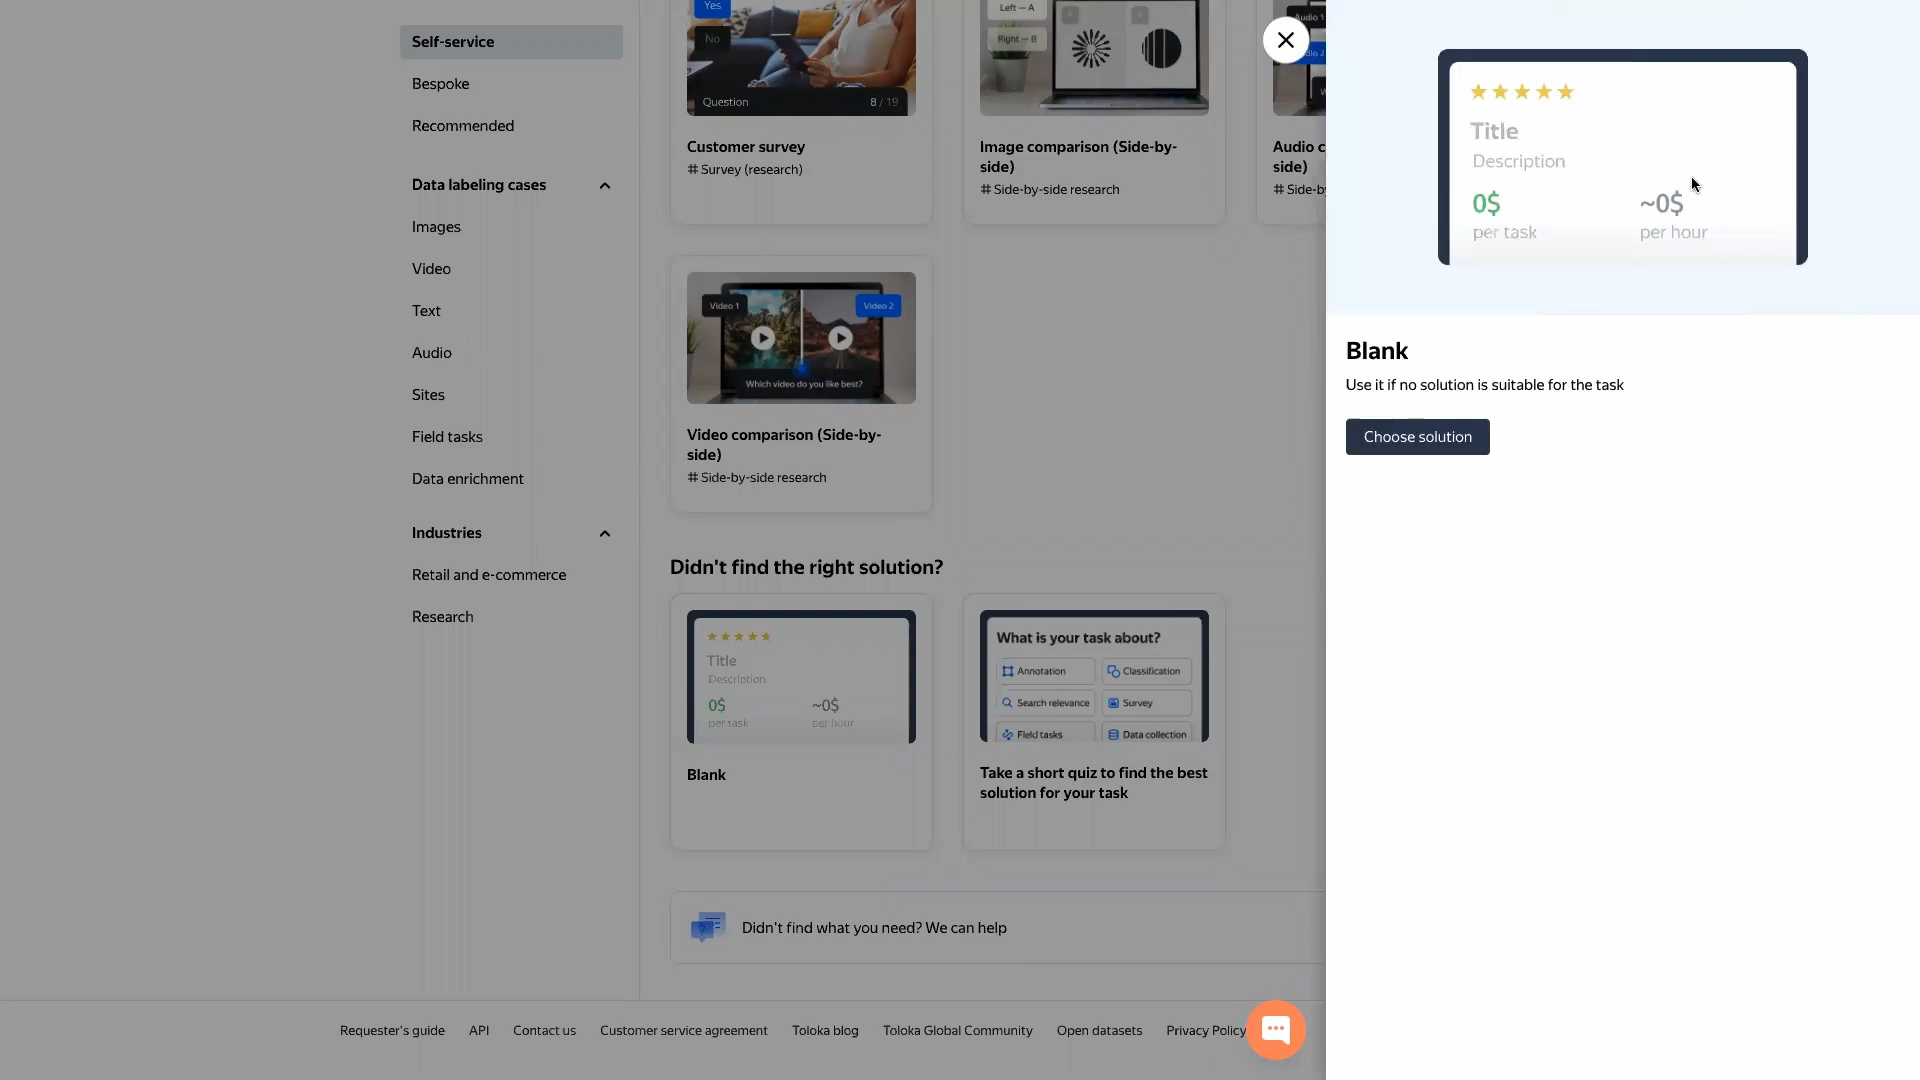 Self-service
Bespoke
Recommended
Data labeling cases
Images
Video
Text
Audio
Sites
Field tasks
Data enrichment
Industries
Retail and e-commerce
Research
Yes
No
Question 8 / 19
Customer survey
# Survey (research)
Left — A
Right — B
Image comparison (Side-by-
side)
# Side-by-side research
Audio 1
Audio c
side)
# Side-by
Video 1
Video 2
Which video do you like best?
Video comparison (Side-by-
side)
# Side-by-side research
Didn't find the right solution?
Title
Description
0$ ~0$
per task per hour
Blank
What is your task about?
Annotation
Classification
Search relevance
Survey
Field tasks
Data collection
Take a short quiz to find the best
solution for your task
Didn't find what you need? We can help
Requester's guide
API
Contact us
Customer service agreement
Toloka blog
Toloka Global Community
Open datasets
Privacy Policy
Title
Description
0$ ~0$
per task per hour
Blank
Use it if no solution is suitable for the task
Choose solution